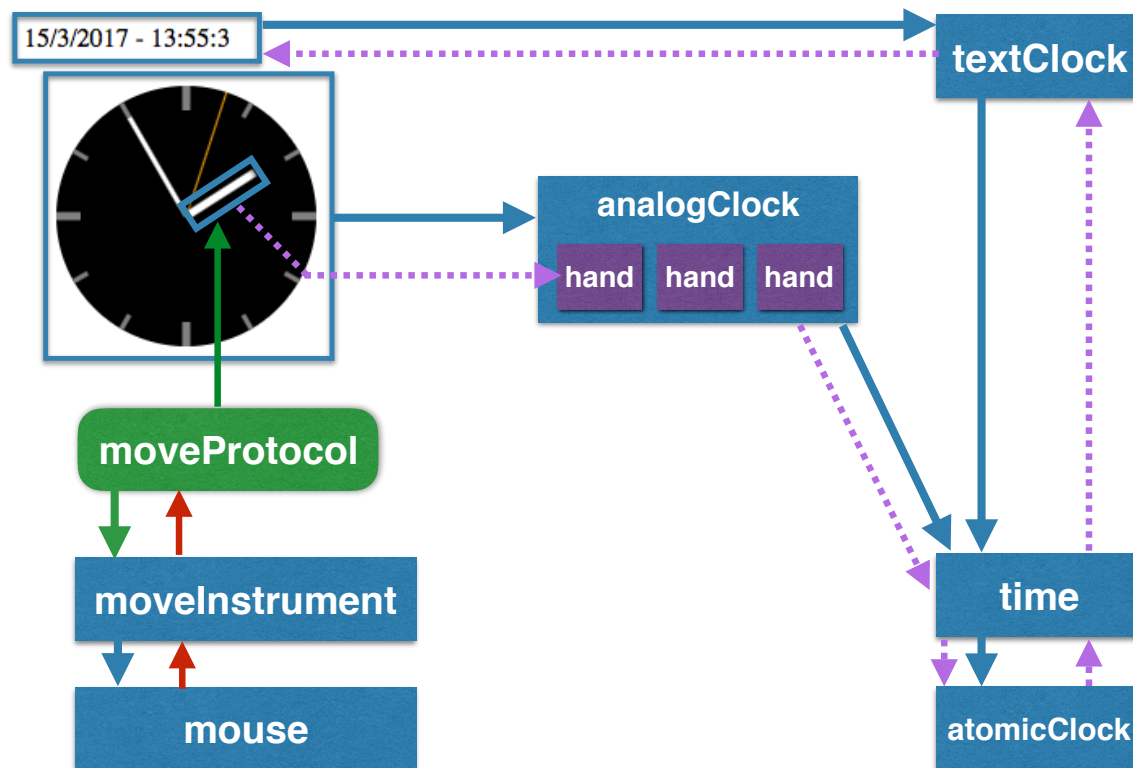 15/3/2017 - 13:55:3
textClock
analogClock
hand hand hand
moveProtocol
moveInstrument
time
mouse
atomicClock